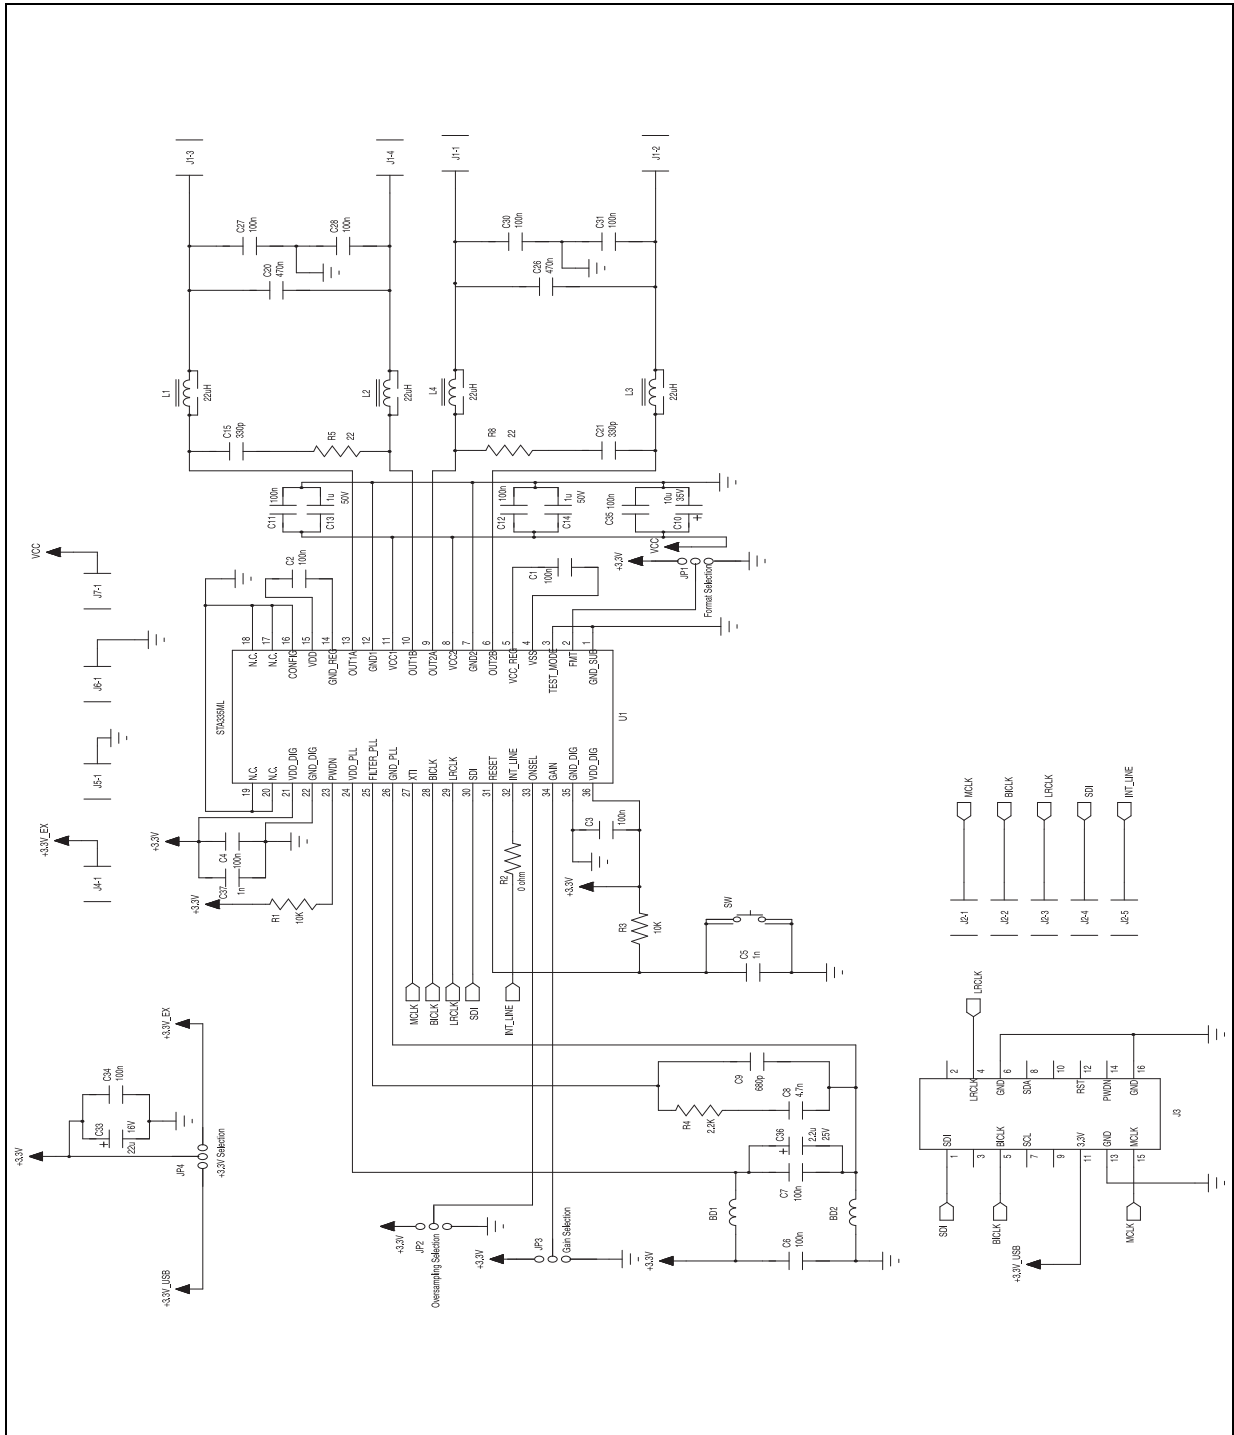 J1-3
J1-4
J1-1
J1-2
C27
100n
C28
100n
C20
470n
C30
100n
C31
100n
C26
470n
L1
22uH
L2
22uH
L4
22uH
L3
22uH
C15
330p
R5
22
R8
22
C21
330p
C11
100n
C13
1u
50V
C12
100n
C14
1u
50V
C35
100n
C10
10u
35V
VCC
J7-1
J6-1
J5-1
+3.3V_EX
J4-1
C2
100n
C1
100n
VCC
+3.3V
JP1
Format Selection
STA335ML
U1
18
N.C.
17
N.C.
16
CONFIG
15
VDD
14
GND_REG
13
OUT1A
12
GND1
11
VCC1
10
OUT1B
9
OUT2A
8
VCC2
7
GND2
6
OUT2B
5
VCC_REG
4
VSS
3
TEST_MODE
2
FMT
1
GND_SUB
19
N.C.
20
N.C.
21
VDD_DIG
22
GND_DIG
23
PWDN
24
VDD_PLL
25
FILTER_PLL
26
GND_PLL
27
XTI
28
BICLK
29
LRCLK
30
SDI
31
RESET
32
INT_LINE
33
ONSEL
34
GAIN
35
GND_DIG
36
VDD_DIG
+3.3V
C4
100n
C37
1n
+3.3V
R1
10K
R2
0 ohm
C3
100n
+3.3V
R3
10K
SW
C5
1n
MCLK
BICLK
LRCLK
SDI
INT_LINE
+3.3V
C33
22u
16V
C34
100n
+3.3V_EX
JP4
+3.3V Selection
+3.3V_USB
+3.3V
JP2
Oversampling Selection
+3.3V
JP3
Gain Selection
+3.3V
C9
680p
R4
2.2K
C8
4.7n
C36
2.2u
25V
C7
100n
BD1
BD2
C6
100n
MCLK
BICLK
LRCLK
SDI
INT_LINE
J2-1
J2-2
J2-3
J2-4
J2-5
LRCLK
J3
2
4
LRCLK
6
GND
8
SDA
10
12
RST
14
PWDN
16
GND
1
SDI
3
5
BICLK
7
SCL
9
11
3.3V
13
GND
15
MCLK
SDI
BICLK
+3.3V_USB
MCLK